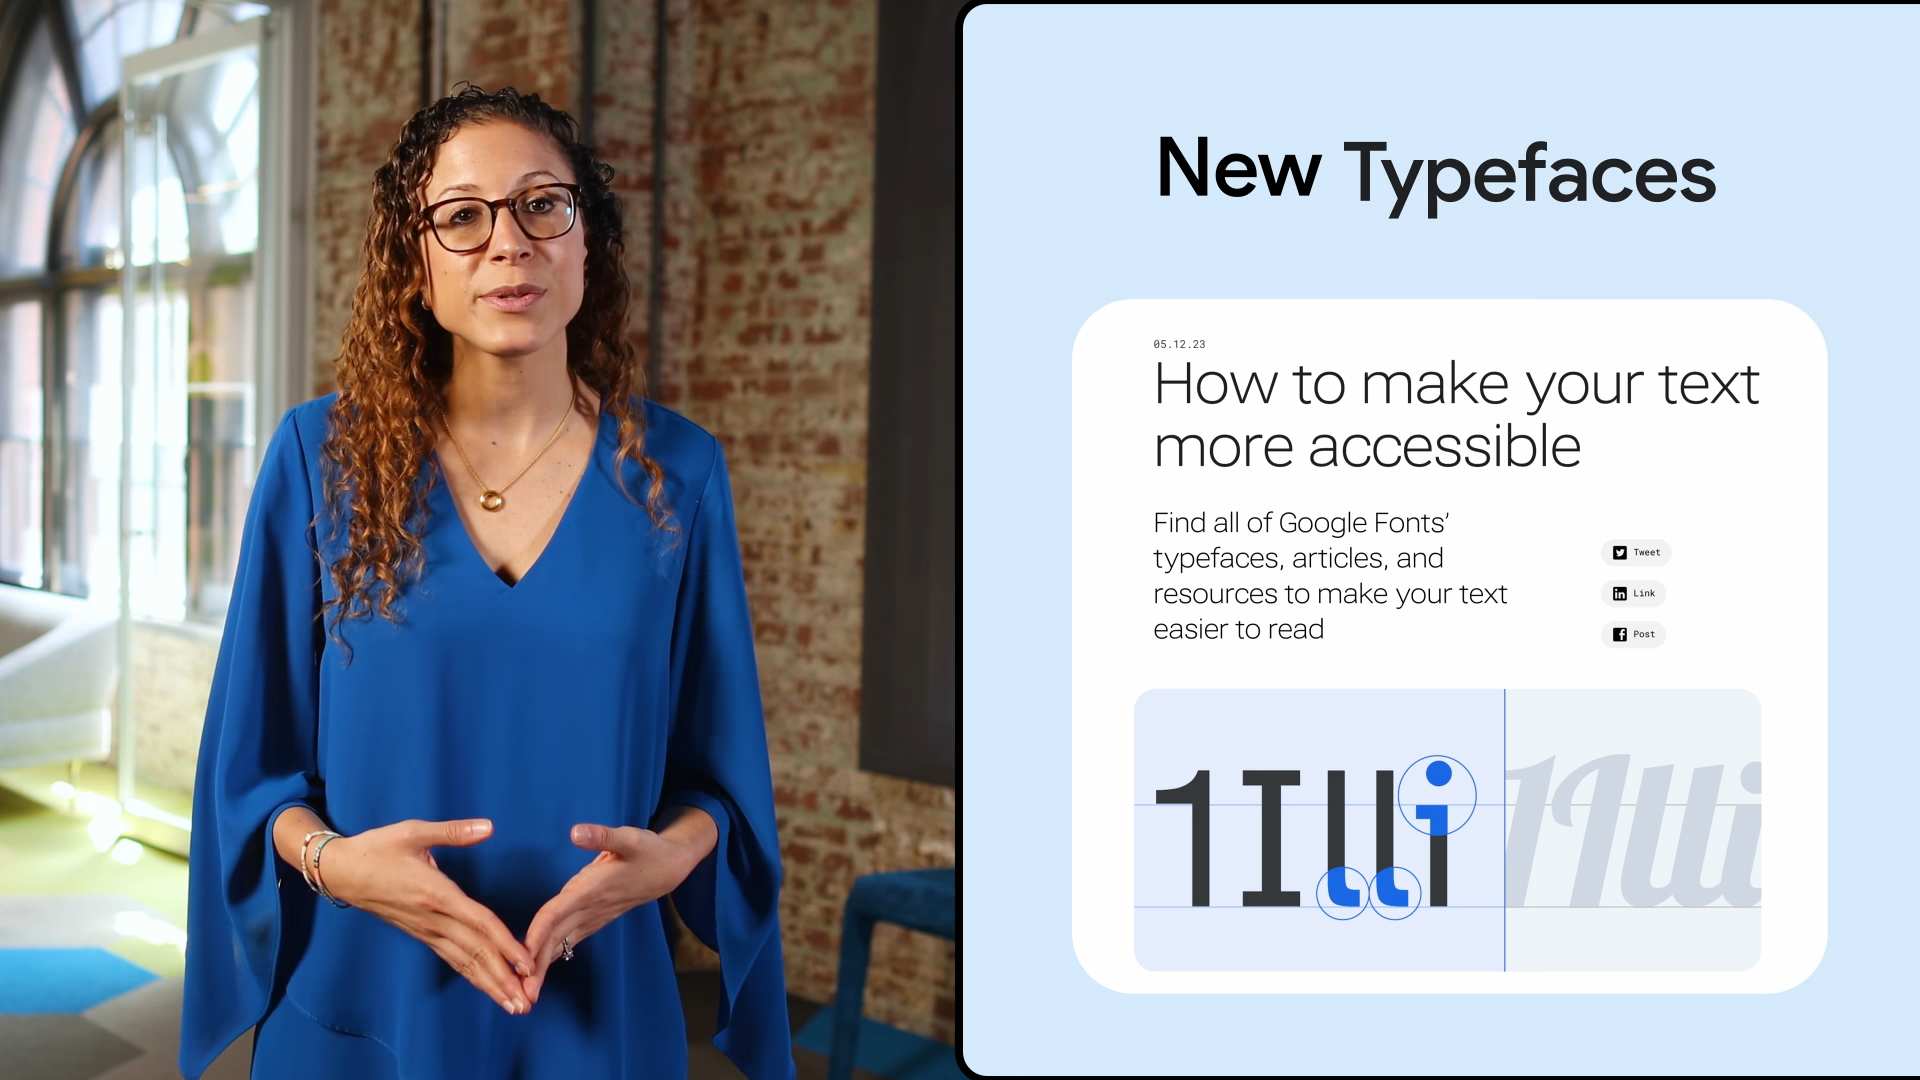 New Typefaces
05.12.23
How to make your text
more accessible
Find all of Google Fonts’
typefaces, articles, and
resources to make your text
easier to read
Tweet
Link
Post
1Illi
1Illi